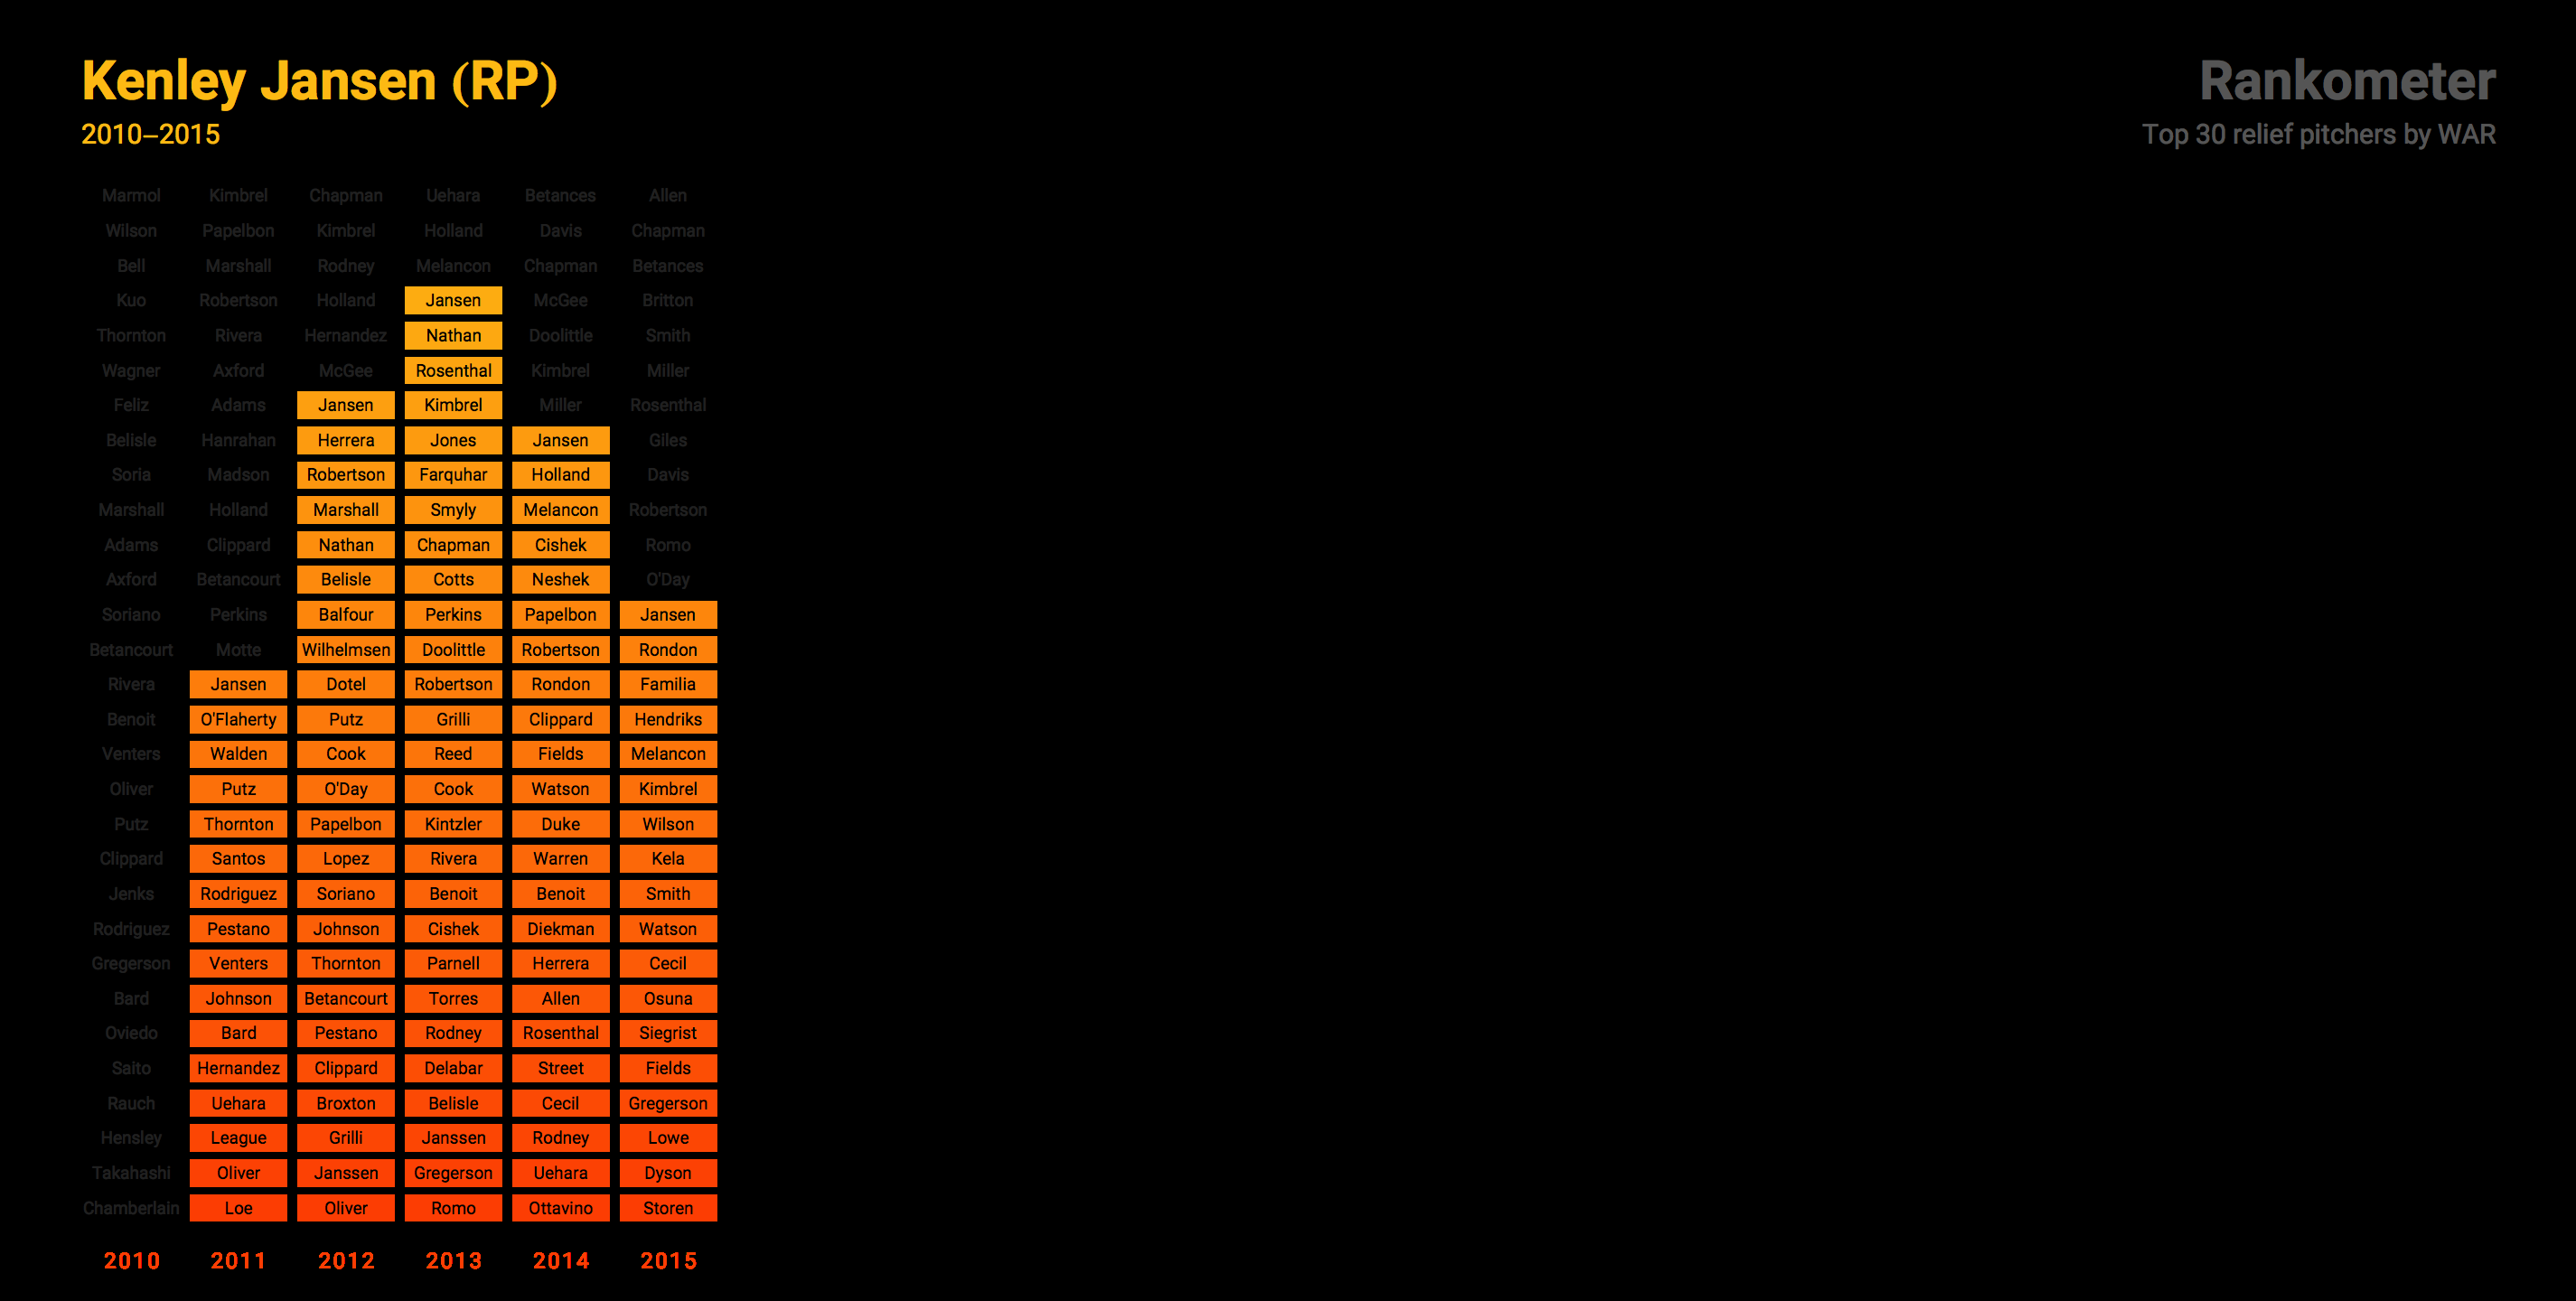 Kenley Jansen (RP)
2010–2015
Rankometer
Top 30 relief pitchers by WAR
Marmol Kimbrel Chapman Uehara Betances Allen
Wilson Papelbon Kimbrel Holland Davis Chapman
Bell Marshall Rodney Melancon Chapman Betances
Kuo Robertson Holland Jansen McGee Britton
Thornton Rivera Hernandez Nathan Doolittle Smith
Wagner Axford McGee Rosenthal Kimbrel Miller
Feliz Adams Jansen Kimbrel Miller Rosenthal
Belisle Hanrahan Herrera Jones Jansen Giles
Soria Madson Robertson Farquhar Holland Davis
Marshall Holland Marshall Smyly Melancon Robertson
Adams Clippard Nathan Chapman Cishek Romo
Axford Betancourt Belisle Cotts Neshek O'Day
Soriano Perkins Balfour Perkins Papelbon Jansen
Betancourt Motte Wilhelmsen Doolittle Robertson Rondon
Rivera Jansen Dotel Robertson Rondon Familia
Benoit O'Flaherty Putz Grilli Clippard Hendriks
Venters Walden Cook Reed Fields Melancon
Oliver Putz O'Day Cook Watson Kimbrel
Putz Thornton Papelbon Kintzler Duke Wilson
Clippard Santos Lopez Rivera Warren Kela
Jenks Rodriguez Soriano Benoit Benoit Smith
Rodriguez Pestano Johnson Cishek Diekman Watson
Gregerson Venters Thornton Parnell Herrera Cecil
Bard Johnson Betancourt Torres Allen Osuna
Oviedo Bard Pestano Rodney Rosenthal Siegrist
Saito Hernandez Clippard Delabar Street Fields
Rauch Uehara Broxton Belisle Cecil Gregerson
Hensley League Grilli Janssen Rodney Lowe
Takahashi Oliver Janssen Gregerson Uehara Dyson
Chamberlain Loe Oliver Romo Ottavino Storen
2010 2011 2012 2013 2014 2015